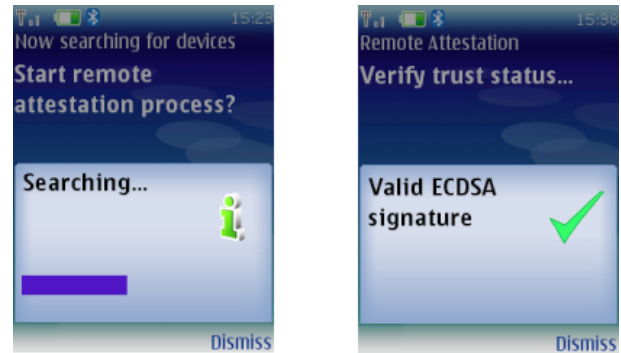 15:23
Now searching for devices
Start remote
attestation process?
Searching...
Dismiss
15:38
Remote Attestation
Verify trust status...
Valid ECDSA
signature
Dismiss